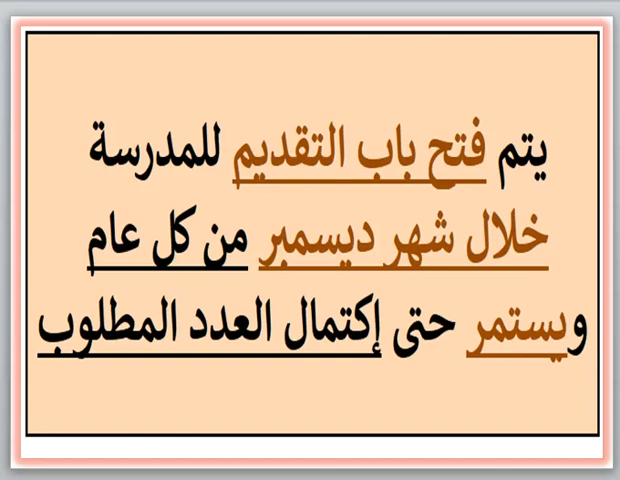 يتم فتح باب التقديم للمدرسة
خلال شهر ديسمبر من كل عام
ويستمر حتى إكتمال العدد المطلوب